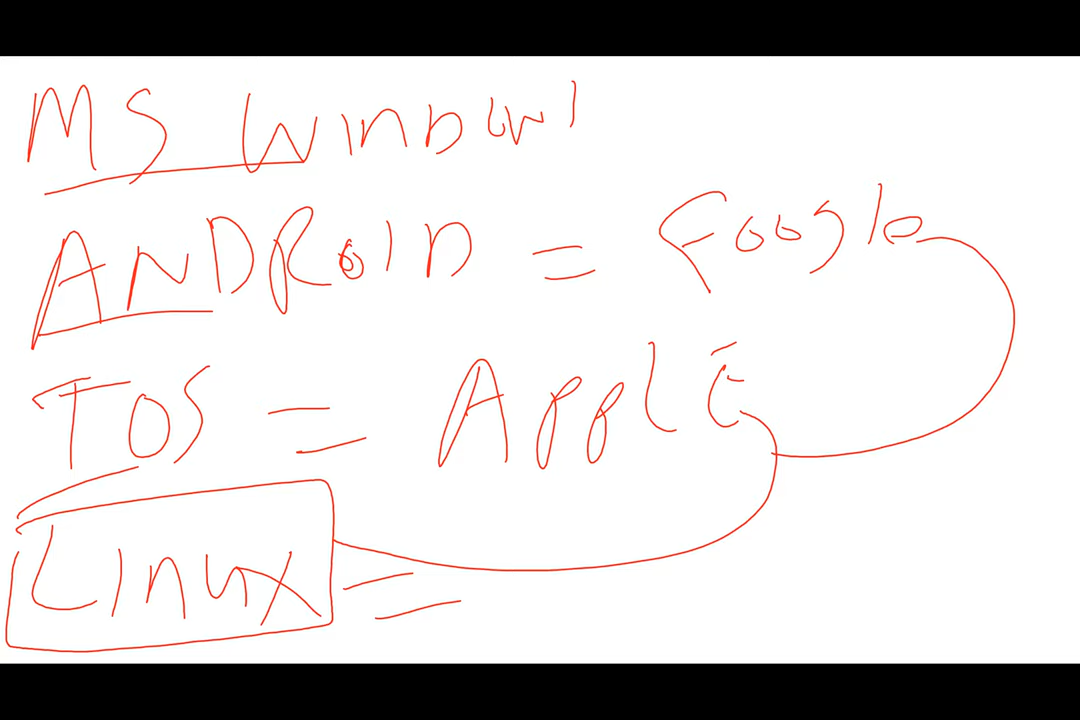 MS WINDOWS
ANDROID = Google
IOS = Apple
Linux =